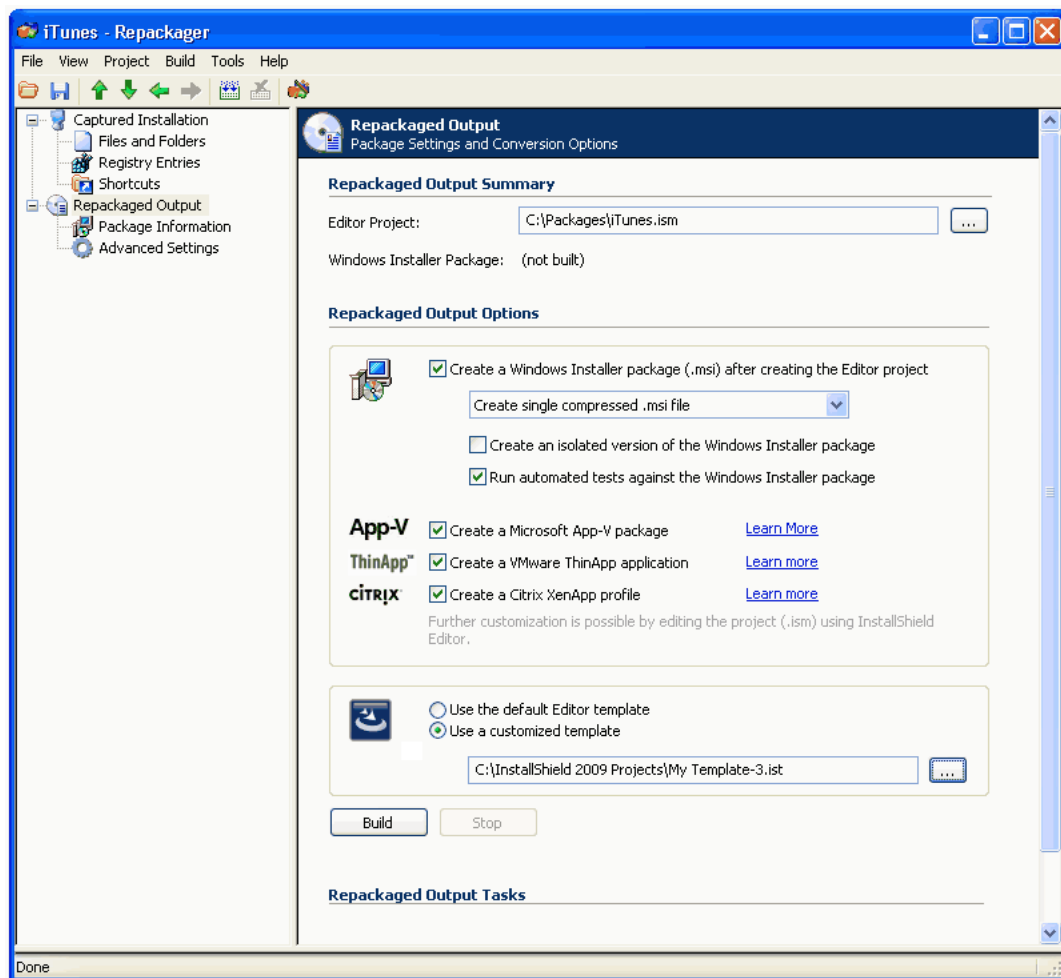 iTunes - Repackager
File View Project Build Tools Help
Captured Installation
Files and Folders
Registry Entries
Shortcuts
Repackaged Output
Package Information
Advanced Settings
Repackaged Output
Package Settings and Conversion Options
Repackaged Output Summary
Editor Project: C:\Packages\iTunes.ism ...
Windows Installer Package: (not built)
Repackaged Output Options
Create a Windows Installer package (.msi) after creating the Editor project
Create single compressed .msi file
Create an isolated version of the Windows Installer package
Run automated tests against the Windows Installer package
App-V Create a Microsoft App-V package Learn More
ThinApp™ Create a VMware ThinApp application Learn more
CITRIX Create a Citrix XenApp profile Learn more
Further customization is possible by editing the project (.ism) using InstallShield
Editor.
Use the default Editor template
Use a customized template
C:\InstallShield 2009 Projects\My Template-3.ist ...
Build Stop
Repackaged Output Tasks
Done